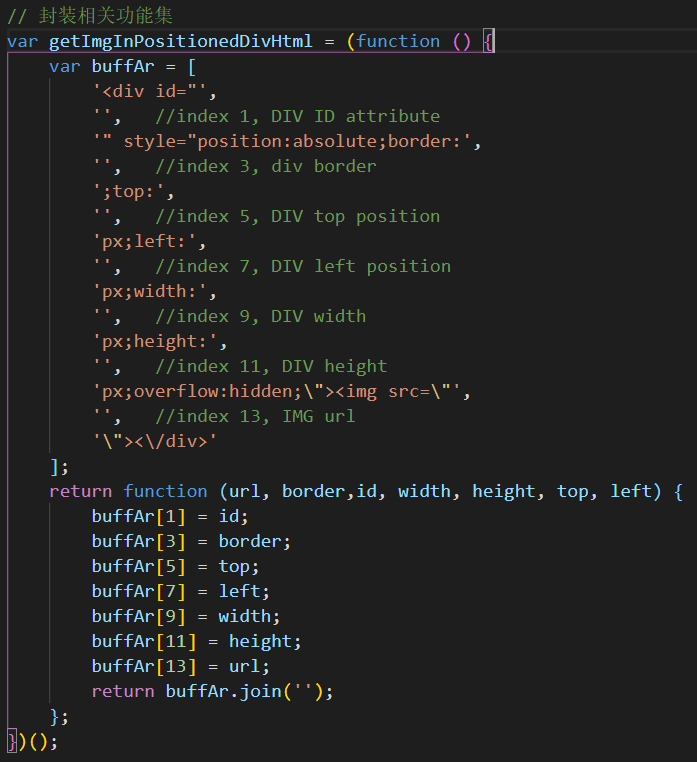 // 封装相关功能集
var getImgInPositionedDivHtml = (function () {
    var buffAr = [
        '<div id="',
        '',   //index 1, DIV ID attribute
        '" style="position:absolute;border:',
        '',   //index 3, div border
        ';top:',
        '',   //index 5, DIV top position
        'px;left:',
        '',   //index 7, DIV left position
        'px;width:',
        '',   //index 9, DIV width
        'px;height:',
        '',   //index 11, DIV height
        'px;overflow:hidden;\"><img src=\"',
        '',   //index 13, IMG url
        '\"><\/div>'
    ];
    return function (url, border,id, width, height, top, left) {
        buffAr[1] = id;
        buffAr[3] = border;
        buffAr[5] = top;
        buffAr[7] = left;
        buffAr[9] = width;
        buffAr[11] = height;
        buffAr[13] = url;
        return buffAr.join('');
    };
})();